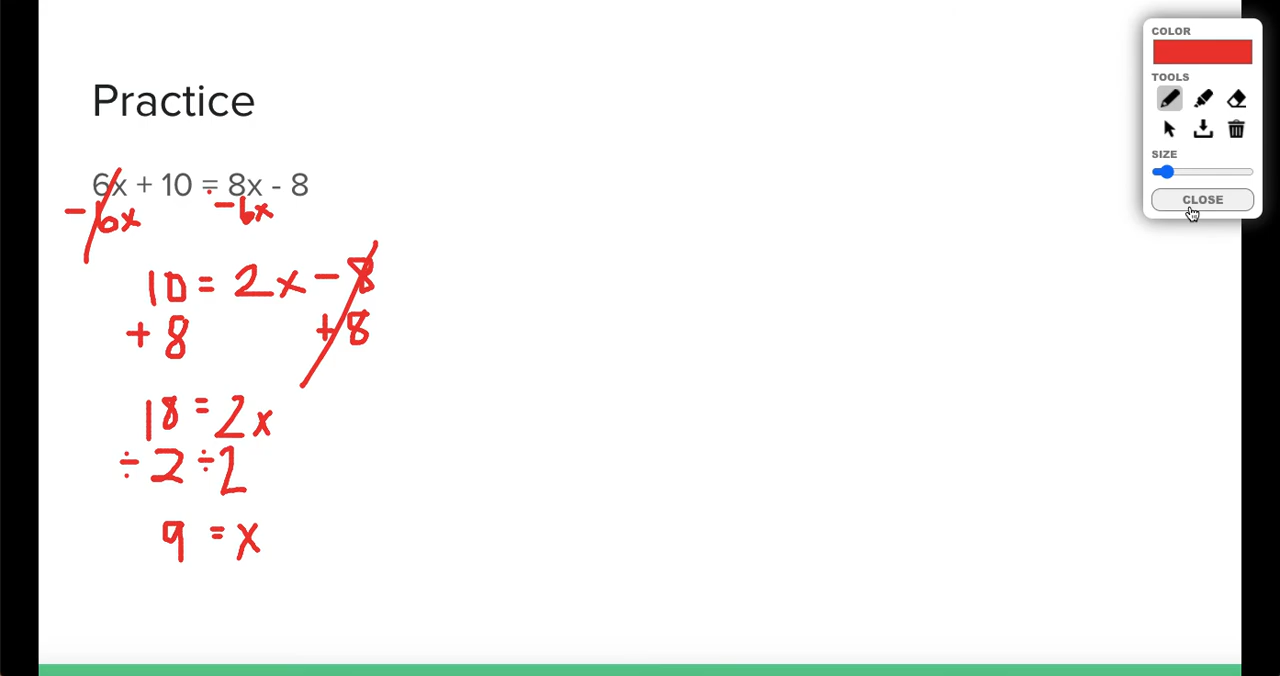 COLOR
TOOLS
SIZE
CLOSE
Practice
6x + 10 = 8x - 8
- 6x - 6x
10 = 2x - 8
+ 8 + 8
18 = 2x
÷ 2 ÷ 2
9 = x